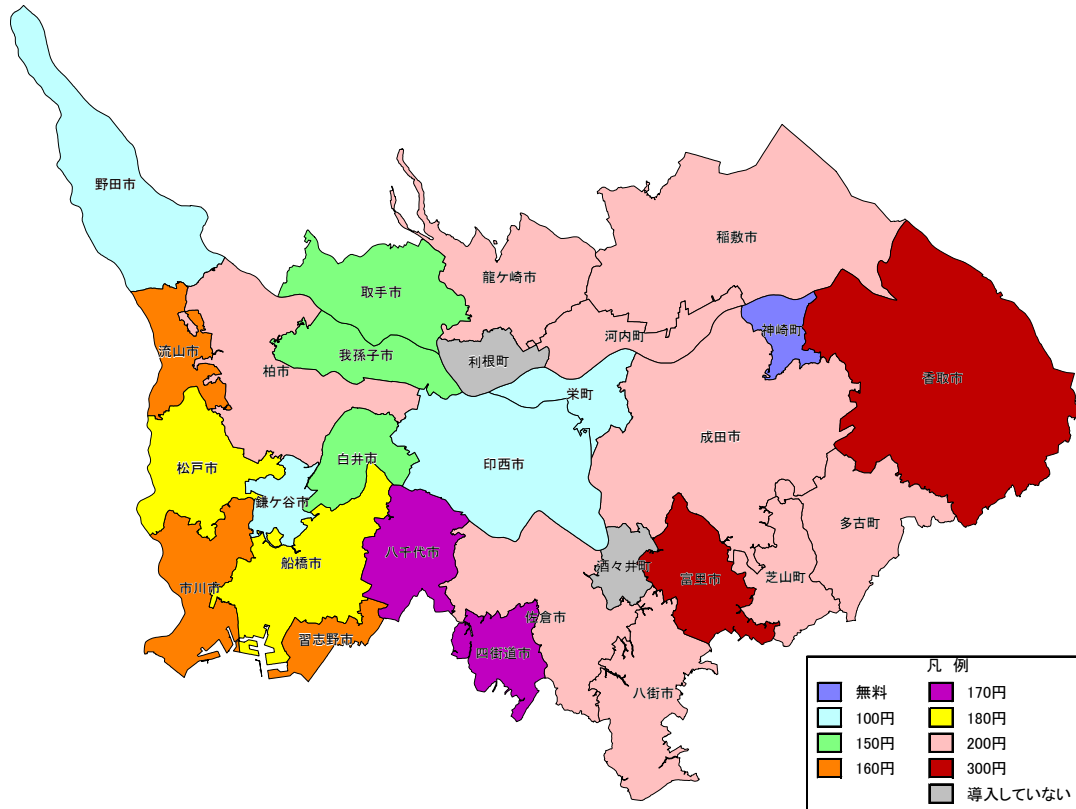 野田市
稲敷市
龍ケ崎市
取手市
神崎町
河内町
流山市
我孫子市
利根町
柏市
香取市
栄町
成田市
白井市
印西市
松戸市
鎌ケ谷市
多古町
八千代市
船橋市
酒々井町
富里市
芝山町
市川市
佐倉市
習志野市
四街道市
八街市
凡 例
無料
170円
100円
180円
150円
200円
160円
300円
導入していない